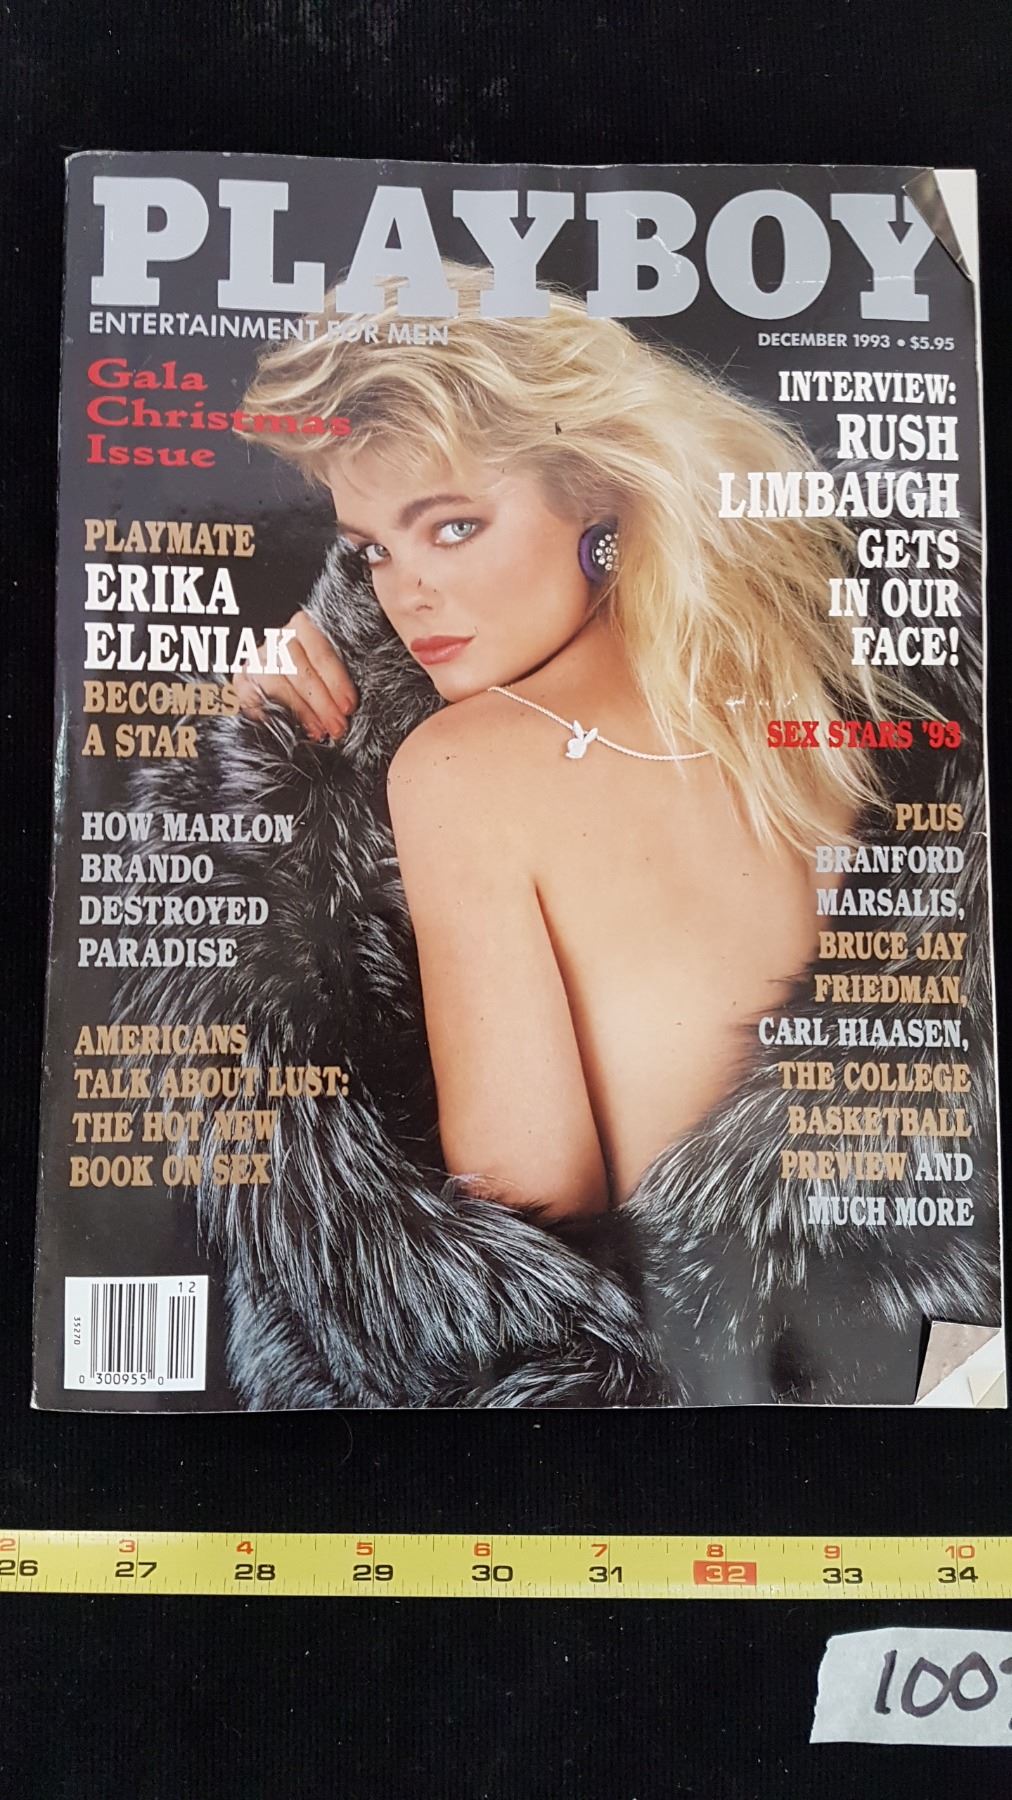 PLAYBOY
ENTERTAINMENT FOR MEN
DECEMBER 1993 • $5.95
Gala
Christmas
Issue
PLAYMATE
ERIKA
ELENIAK
BECOMES
A STAR
HOW MARLON
BRANDO
DESTROYED
PARADISE
AMERICANS
TALK ABOUT LUST:
THE HOT NEW
BOOK ON SEX
INTERVIEW:
RUSH
LIMBAUGH
GETS
IN OUR
FACE!
SEX STARS '93
PLUS
BRANFORD
MARSALIS,
BRUCE JAY
FRIEDMAN,
CARL HIAASEN,
THE COLLEGE
BASKETBALL
PREVIEW AND
MUCH MORE
12
35270
0 300955 0
2 3 4 5 6 7 8 9 10
26 27 28 29 30 31 32 33 34
100